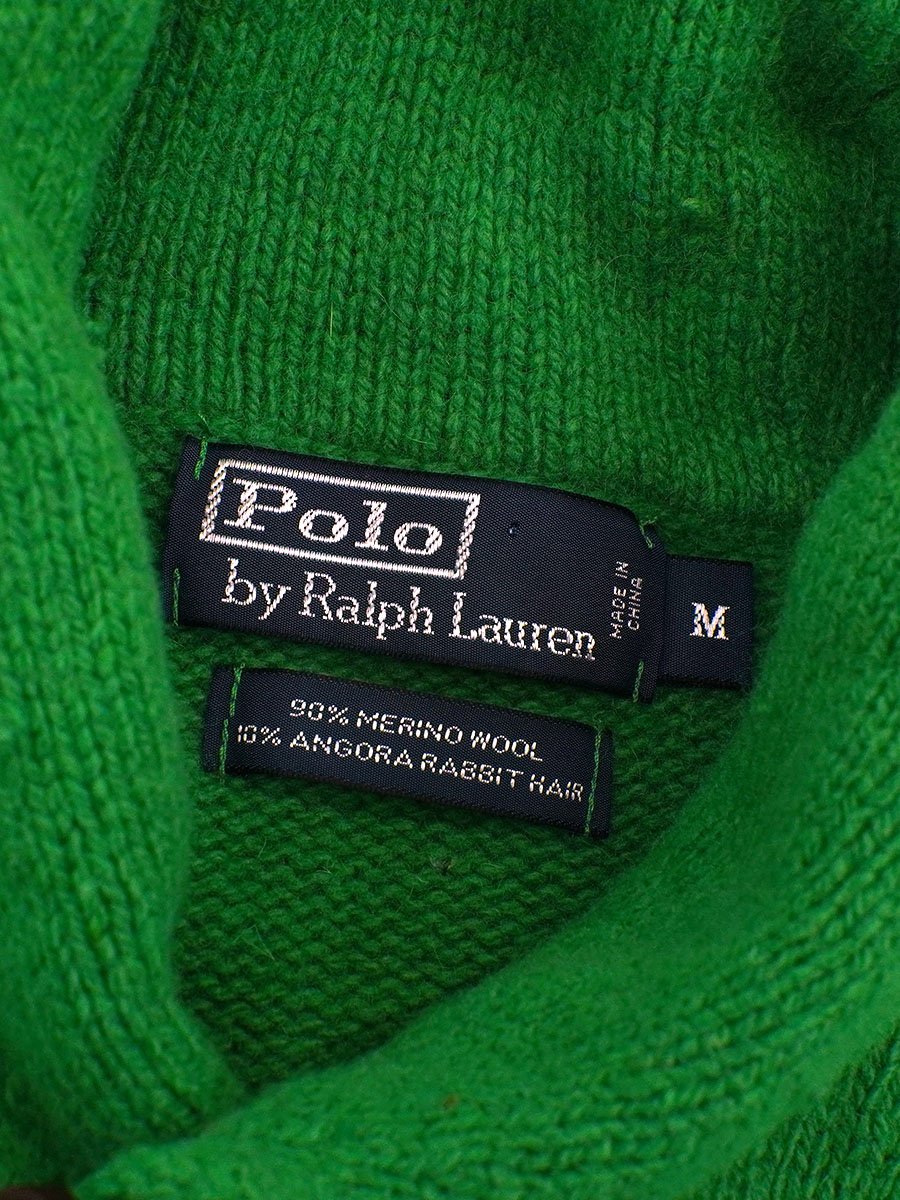 Polo
by Ralph Lauren
MADE IN
CHINA
M
90% MERINO WOOL
10% ANGORA RABBIT HAIR